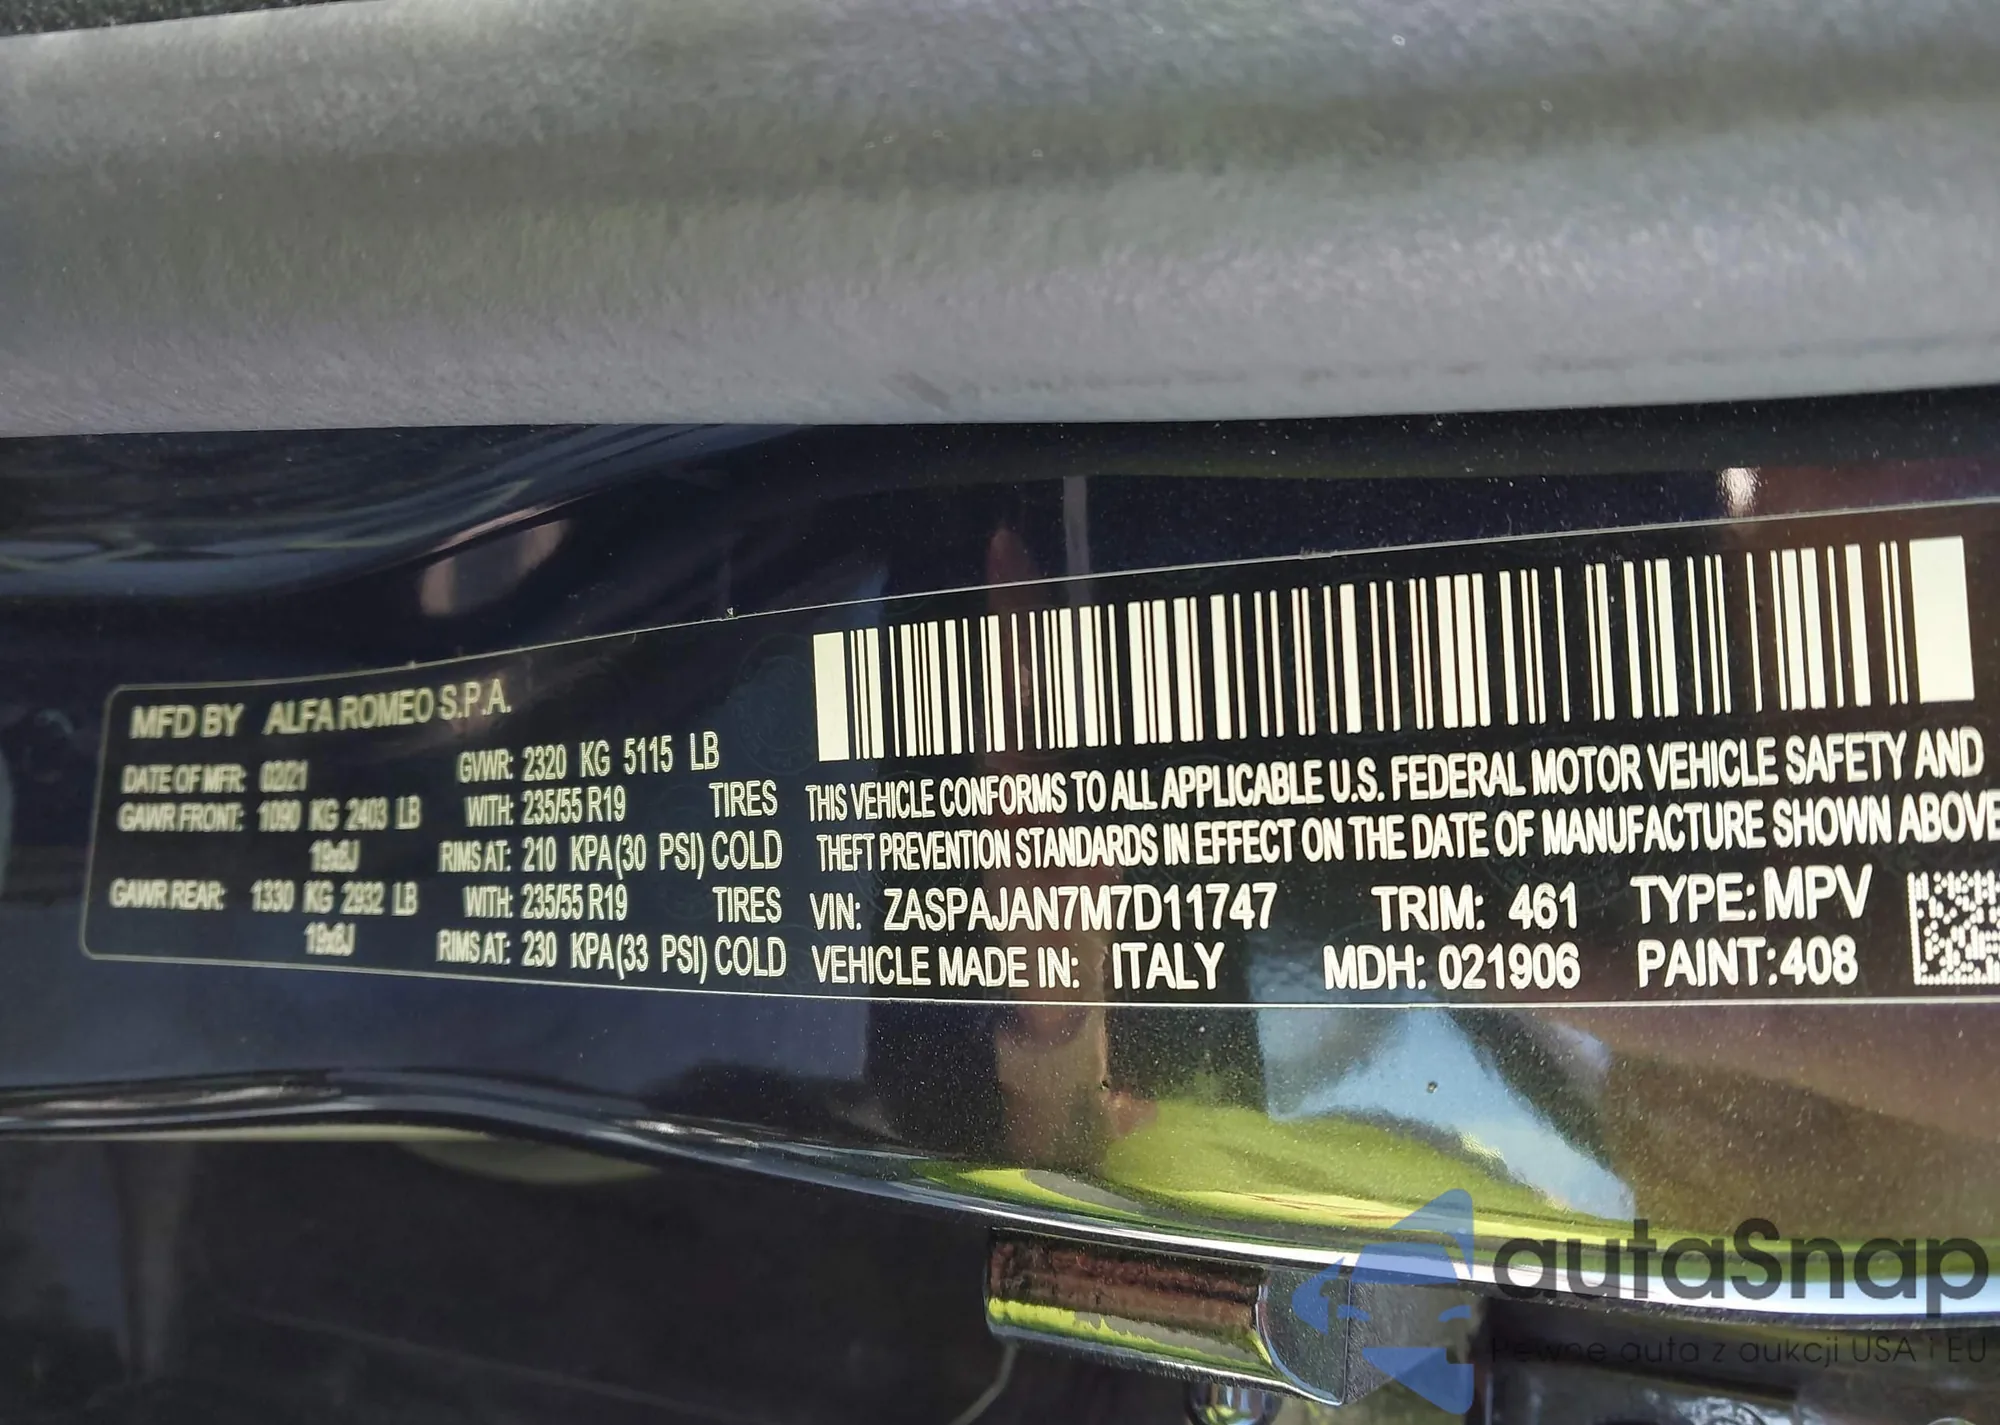 MFD BY ALFA ROMEO S.P.A.
DATE OF MFR: 02/21 GVWR: 2320 KG 5115 LB
GAWR FRONT: 1090 KG 2403 LB WITH: 235/55 R19 TIRES
19x8J RIMS AT: 210 KPA(30 PSI) COLD
GAWR REAR: 1330 KG 2932 LB WITH: 235/55 R19 TIRES
19x8J RIMS AT: 230 KPA(33 PSI) COLD
THIS VEHICLE CONFORMS TO ALL APPLICABLE U.S. FEDERAL MOTOR VEHICLE SAFETY AND
THEFT PREVENTION STANDARDS IN EFFECT ON THE DATE OF MANUFACTURE SHOWN ABOVE
VIN: ZASPAJAN7M7D11747 TRIM: 461 TYPE: MPV
VEHICLE MADE IN: ITALY MDH: 021906 PAINT:408
autaSnap
Pewne auta z aukcji USA i EU